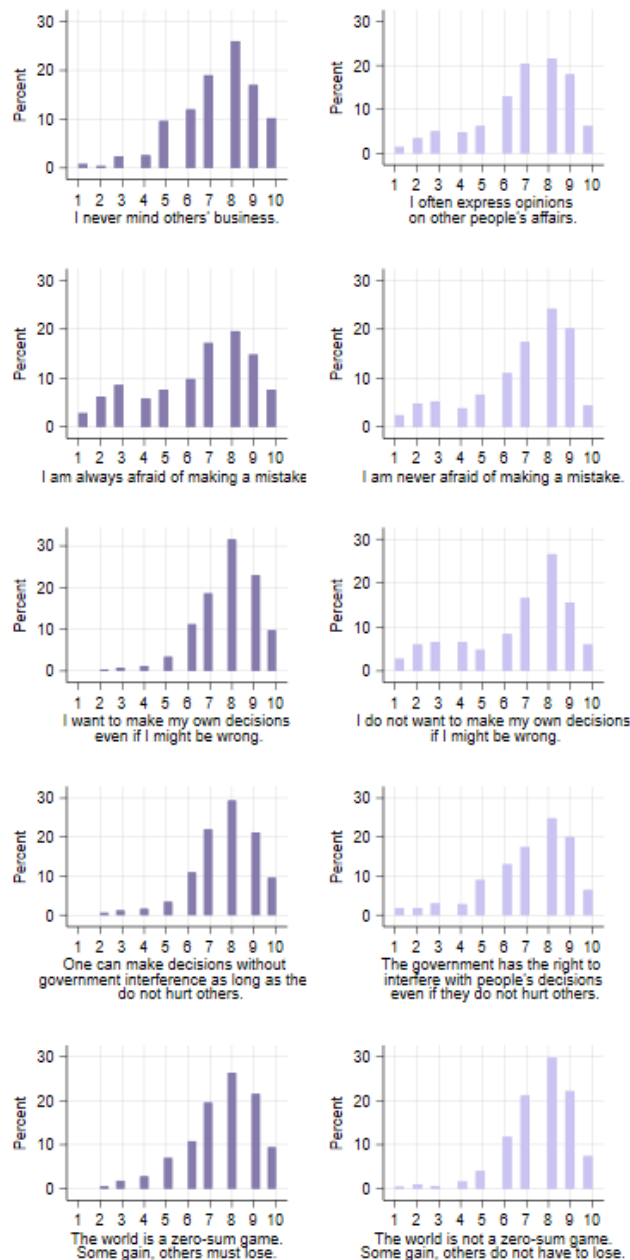 30
20
10
0
Percent
1 2 3 4 5 6 7 8 9 10
I never mind others' business.
30
20
10
0
Percent
1 2 3 4 5 6 7 8 9 10
I often express opinions
on other people's affairs.
30
20
10
0
Percent
1 2 3 4 5 6 7 8 9 10
I am always afraid of making a mistake
30
20
10
0
Percent
1 2 3 4 5 6 7 8 9 10
I am never afraid of making a mistake.
30
20
10
0
Percent
1 2 3 4 5 6 7 8 9 10
I want to make my own decisions
even if I might be wrong.
30
20
10
0
Percent
1 2 3 4 5 6 7 8 9 10
I do not want to make my own decisions
if I might be wrong.
30
20
10
0
Percent
1 2 3 4 5 6 7 8 9 10
One can make decisions without
government interference as long as the
do not hurt others.
30
20
10
0
Percent
1 2 3 4 5 6 7 8 9 10
The government has the right to
interfere with people's decisions
even if they do not hurt others.
30
20
10
0
Percent
1 2 3 4 5 6 7 8 9 10
The world is a zero-sum game.
Some gain, others must lose.
30
20
10
0
Percent
1 2 3 4 5 6 7 8 9 10
The world is not a zero-sum game.
Some gain, others do not have to lose.